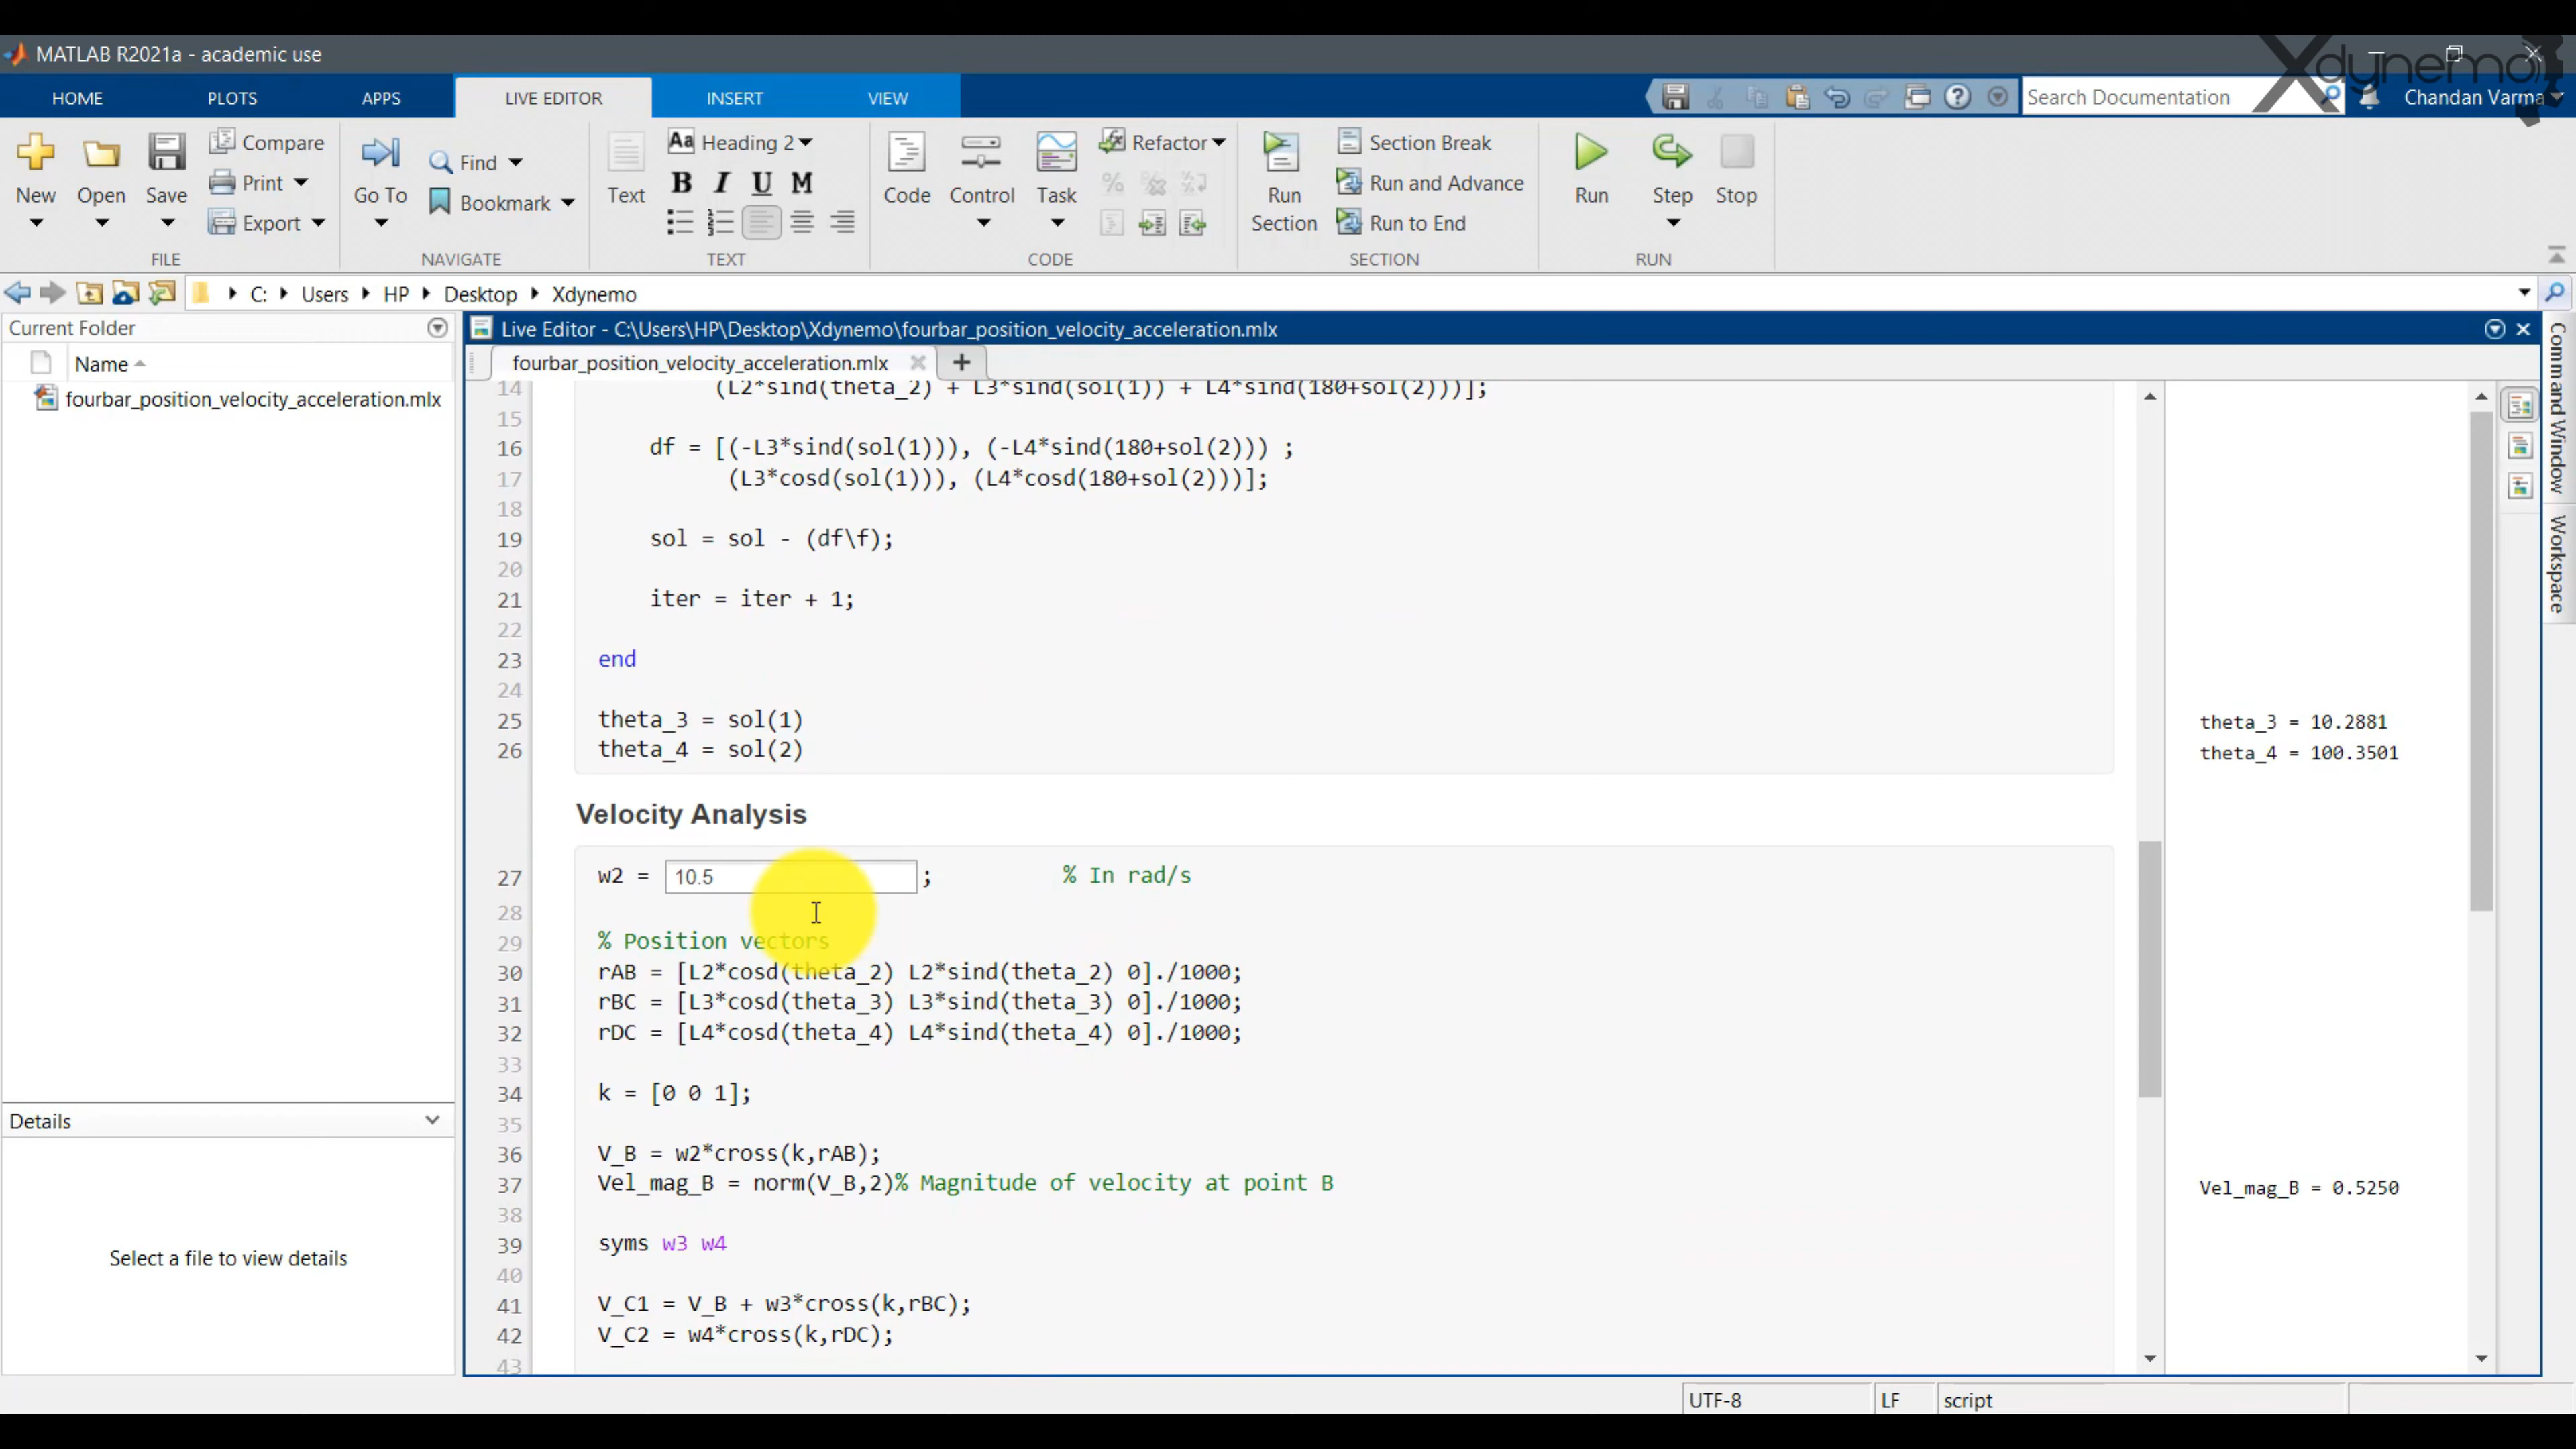 Xdynemo
MATLAB R2021a - academic use
HOME PLOTS APPS LIVE EDITOR INSERT VIEW
Search Documentation
Chandan Varma
New Open Save Compare Print Export
FILE
Go To Find Bookmark
NAVIGATE
Text Aa Heading 2 B I U M
TEXT
Code Control Task Refactor
CODE
Run Section Section Break Run and Advance Run to End
SECTION
Run Step Stop
RUN
C: Users HP Desktop Xdynemo
Current Folder
Name
fourbar_position_velocity_acceleration.mlx
Details
Select a file to view details
Live Editor - C:\Users\HP\Desktop\Xdynemo\fourbar_position_velocity_acceleration.mlx
fourbar_position_velocity_acceleration.mlx
14 (L2*sind(theta_2) + L3*sind(sol(1)) + L4*sind(180+sol(2)))];
15
16 df = [(-L3*sind(sol(1))), (-L4*sind(180+sol(2))) ;
17 (L3*cosd(sol(1))), (L4*cosd(180+sol(2)))];
18
19 sol = sol - (df\f);
20
21 iter = iter + 1;
22
23 end
24
25 theta_3 = sol(1)
26 theta_4 = sol(2)
theta_3 = 10.2881
theta_4 = 100.3501
Velocity Analysis
27 w2 = 10.5 ; % In rad/s
28
29 % Position vectors
30 rAB = [L2*cosd(theta_2) L2*sind(theta_2) 0]./1000;
31 rBC = [L3*cosd(theta_3) L3*sind(theta_3) 0]./1000;
32 rDC = [L4*cosd(theta_4) L4*sind(theta_4) 0]./1000;
33
34 k = [0 0 1];
35
36 V_B = w2*cross(k,rAB);
37 Vel_mag_B = norm(V_B,2)% Magnitude of velocity at point B
Vel_mag_B = 0.5250
38
39 syms w3 w4
40
41 V_C1 = V_B + w3*cross(k,rBC);
42 V_C2 = w4*cross(k,rDC);
43
Command Window
Workspace
UTF-8 LF script